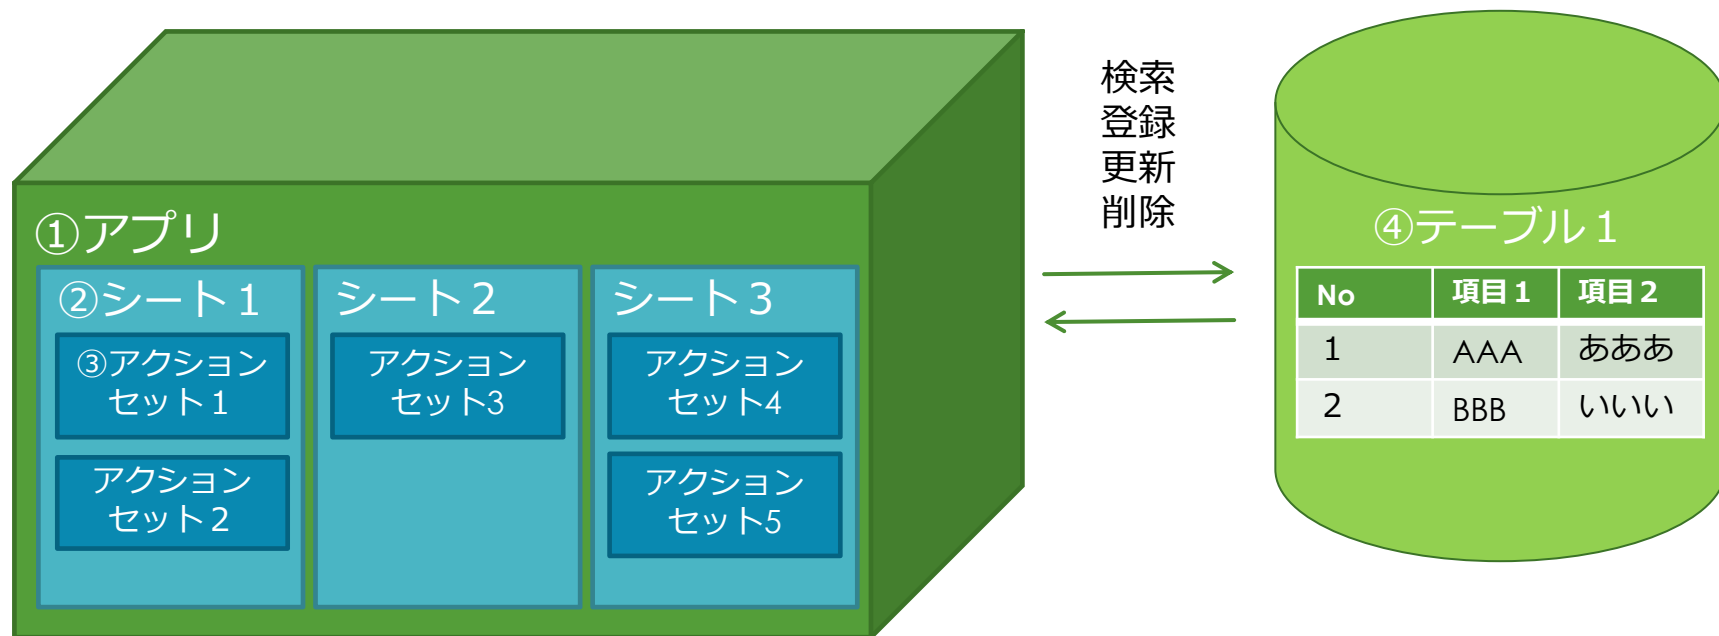 ①アプリ
②シート１
③アクション
セット１
アクション
セット２
シート２
アクション
セット3
シート３
アクション
セット4
アクション
セット5
検索
登録
更新
削除
④テーブル１
No 項目１ 項目２
1 AAA あああ
2 BBB いいい